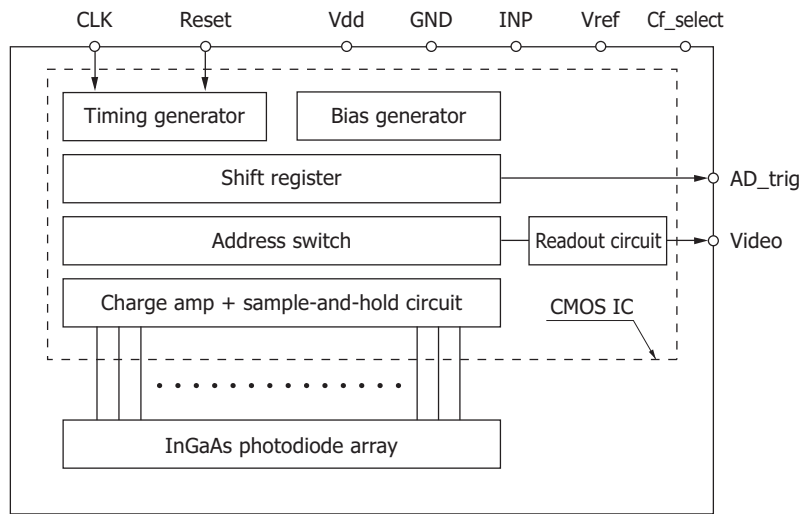 CLK Reset Vdd GND INP Vref Cf_select
Timing generator Bias generator
Shift register AD_trig
Address switch Readout circuit Video
Charge amp + sample-and-hold circuit
CMOS IC
InGaAs photodiode array